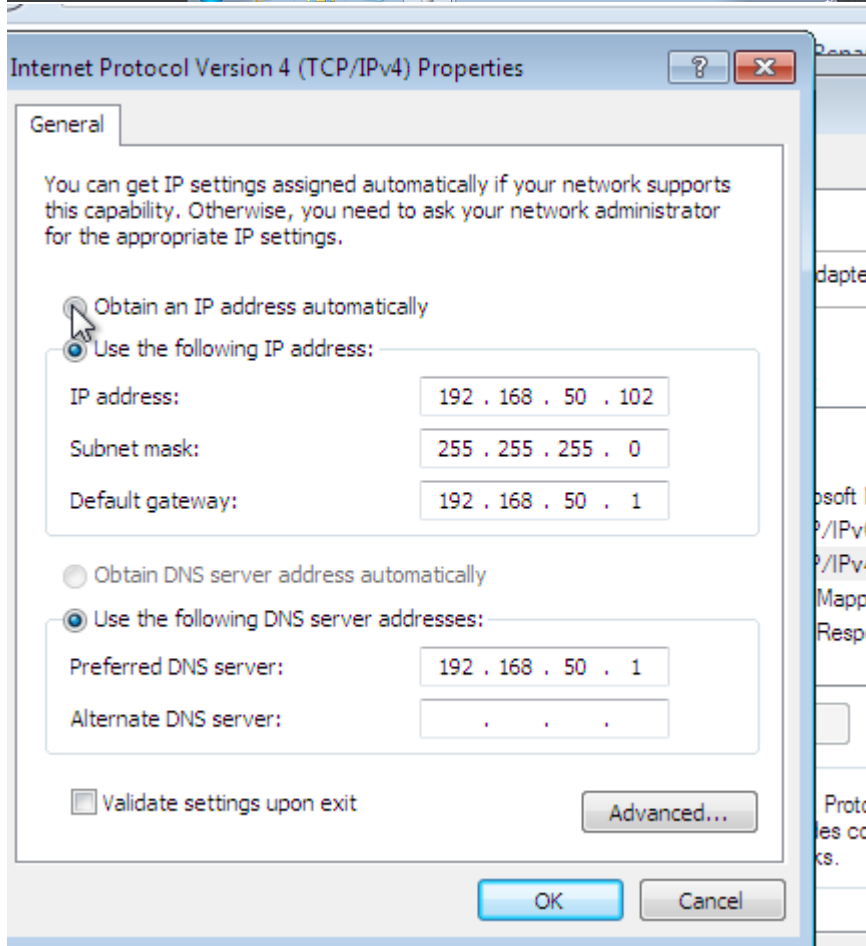 Internet Protocol Version 4 (TCP/IPv4) Properties
General
You can get IP settings assigned automatically if your network supports
this capability. Otherwise, you need to ask your network administrator
for the appropriate IP settings.
Obtain an IP address automatically
Use the following IP address:
IP address: 192 . 168 . 50 . 102
Subnet mask: 255 . 255 . 255 . 0
Default gateway: 192 . 168 . 50 . 1
Obtain DNS server address automatically
Use the following DNS server addresses:
Preferred DNS server: 192 . 168 . 50 . 1
Alternate DNS server: . . .
Validate settings upon exit
Advanced...
OK Cancel